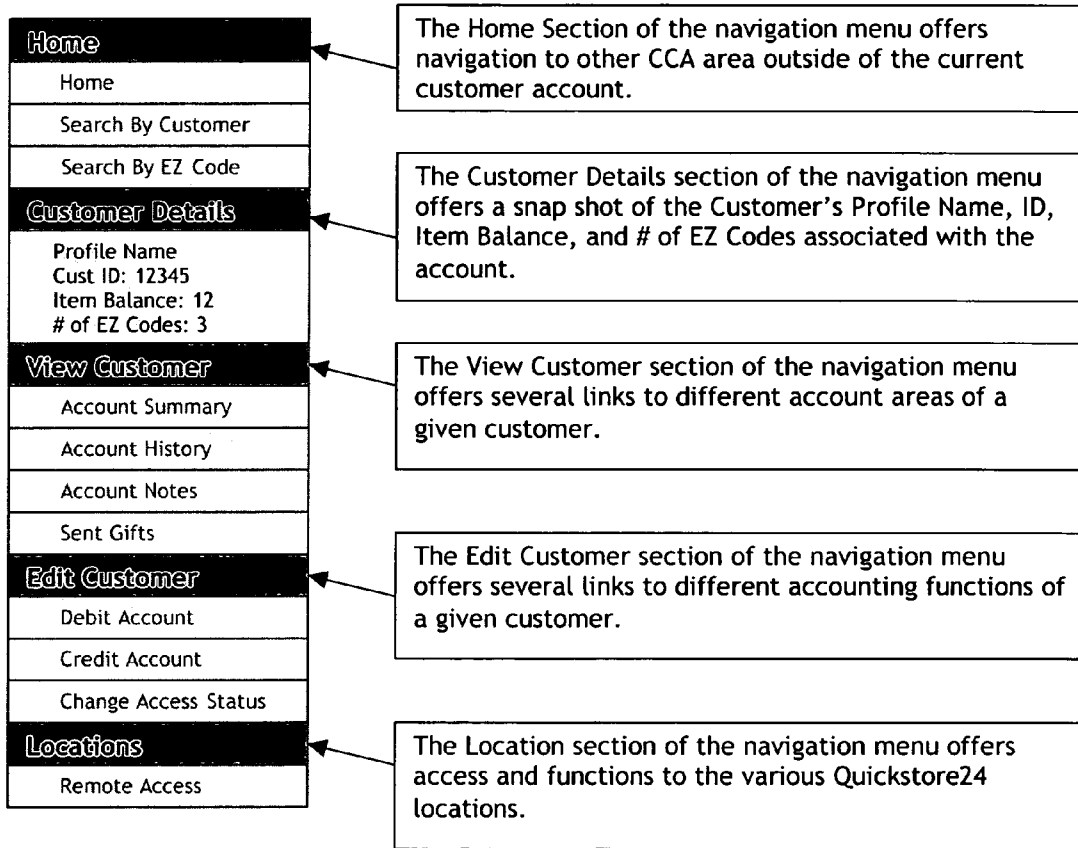 Home
Home
Search By Customer
Search By EZ Code
Customer Details
Profile Name
Cust ID: 12345
Item Balance: 12
# of EZ Codes: 3
View Customer
Account Summary
Account History
Account Notes
Sent Gifts
Edit Customer
Debit Account
Credit Account
Change Access Status
Locations
Remote Access
The Home Section of the navigation menu offers
navigation to other CCA area outside of the current
customer account.
The Customer Details section of the navigation menu
offers a snap shot of the Customer's Profile Name, ID,
Item Balance, and # of EZ Codes associated with the
account.
The View Customer section of the navigation menu
offers several links to different account areas of a
given customer.
The Edit Customer section of the navigation menu
offers several links to different accounting functions of
a given customer.
The Location section of the navigation menu offers
access and functions to the various Quickstore24
locations.